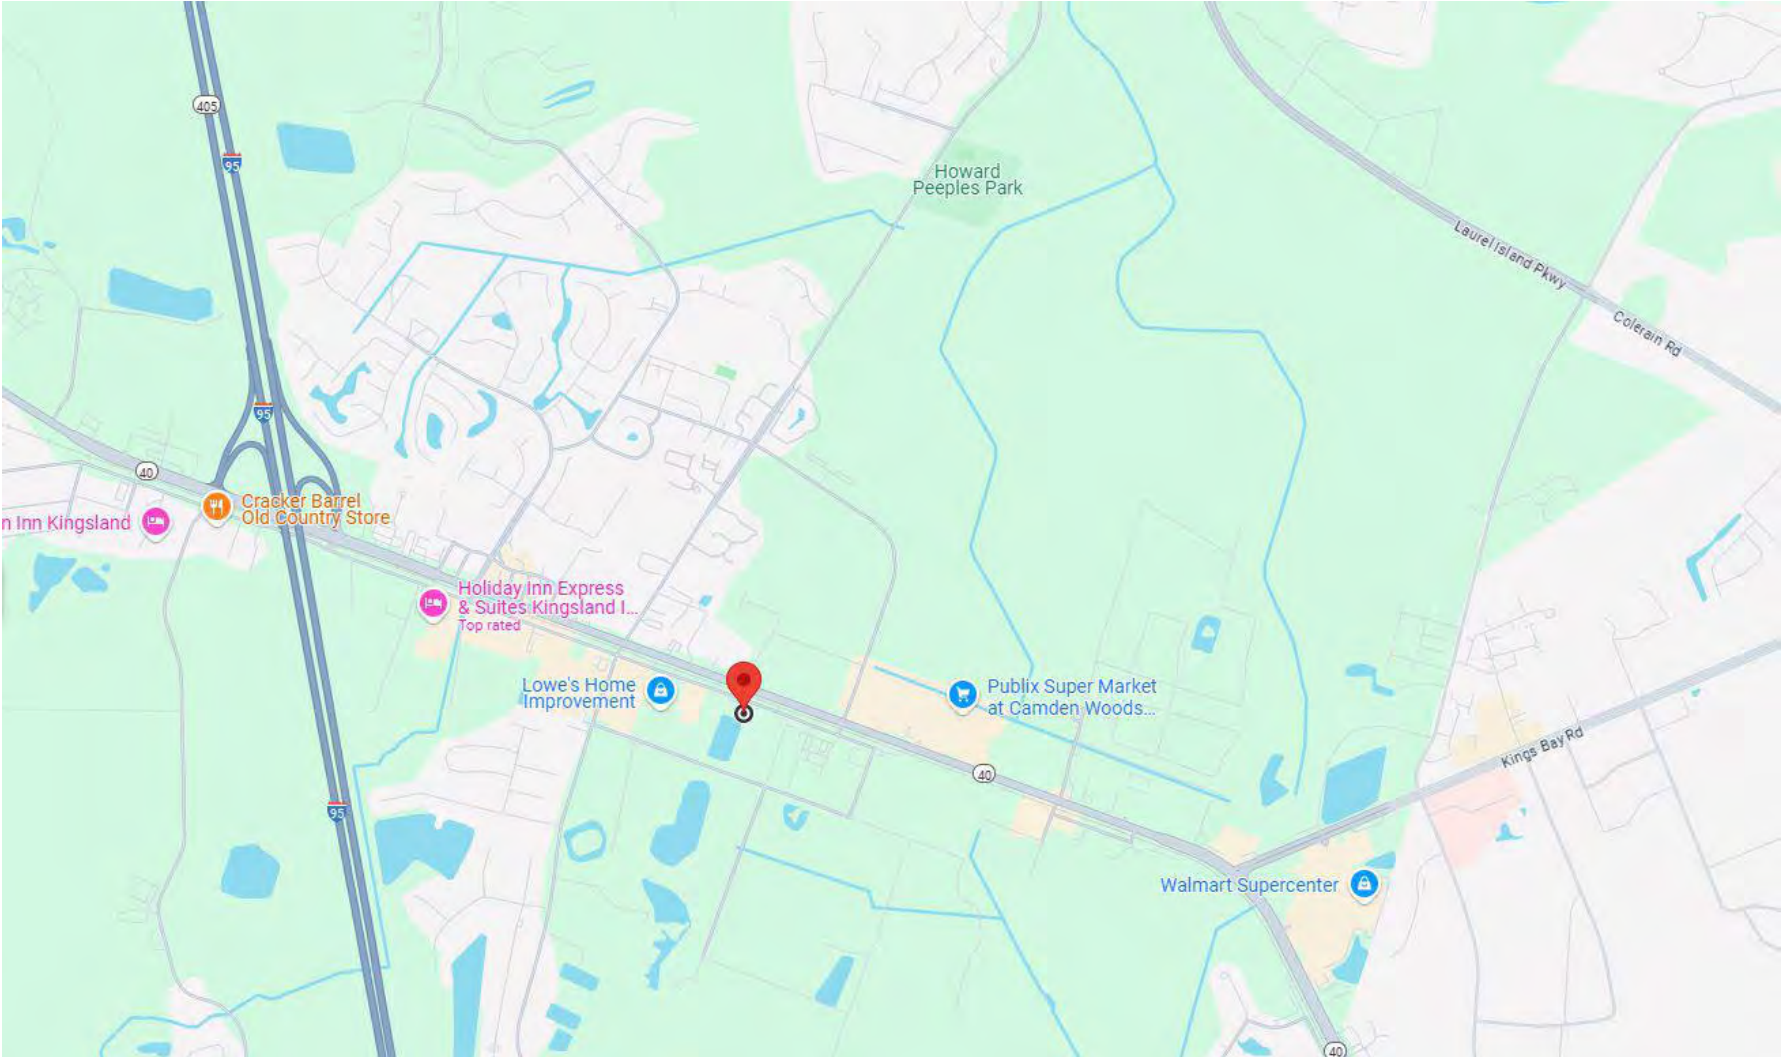 405
95
Howard
Peeples Park
Laurel Island Pkwy
Colerain Rd
95
40
Cracker Barrel
Old Country Store
n Inn Kingsland
Holiday Inn Express
& Suites Kingsland I...
Top rated
Lowe's Home
Improvement
Publix Super Market
at Camden Woods...
Kings Bay Rd
40
95
Walmart Supercenter
40